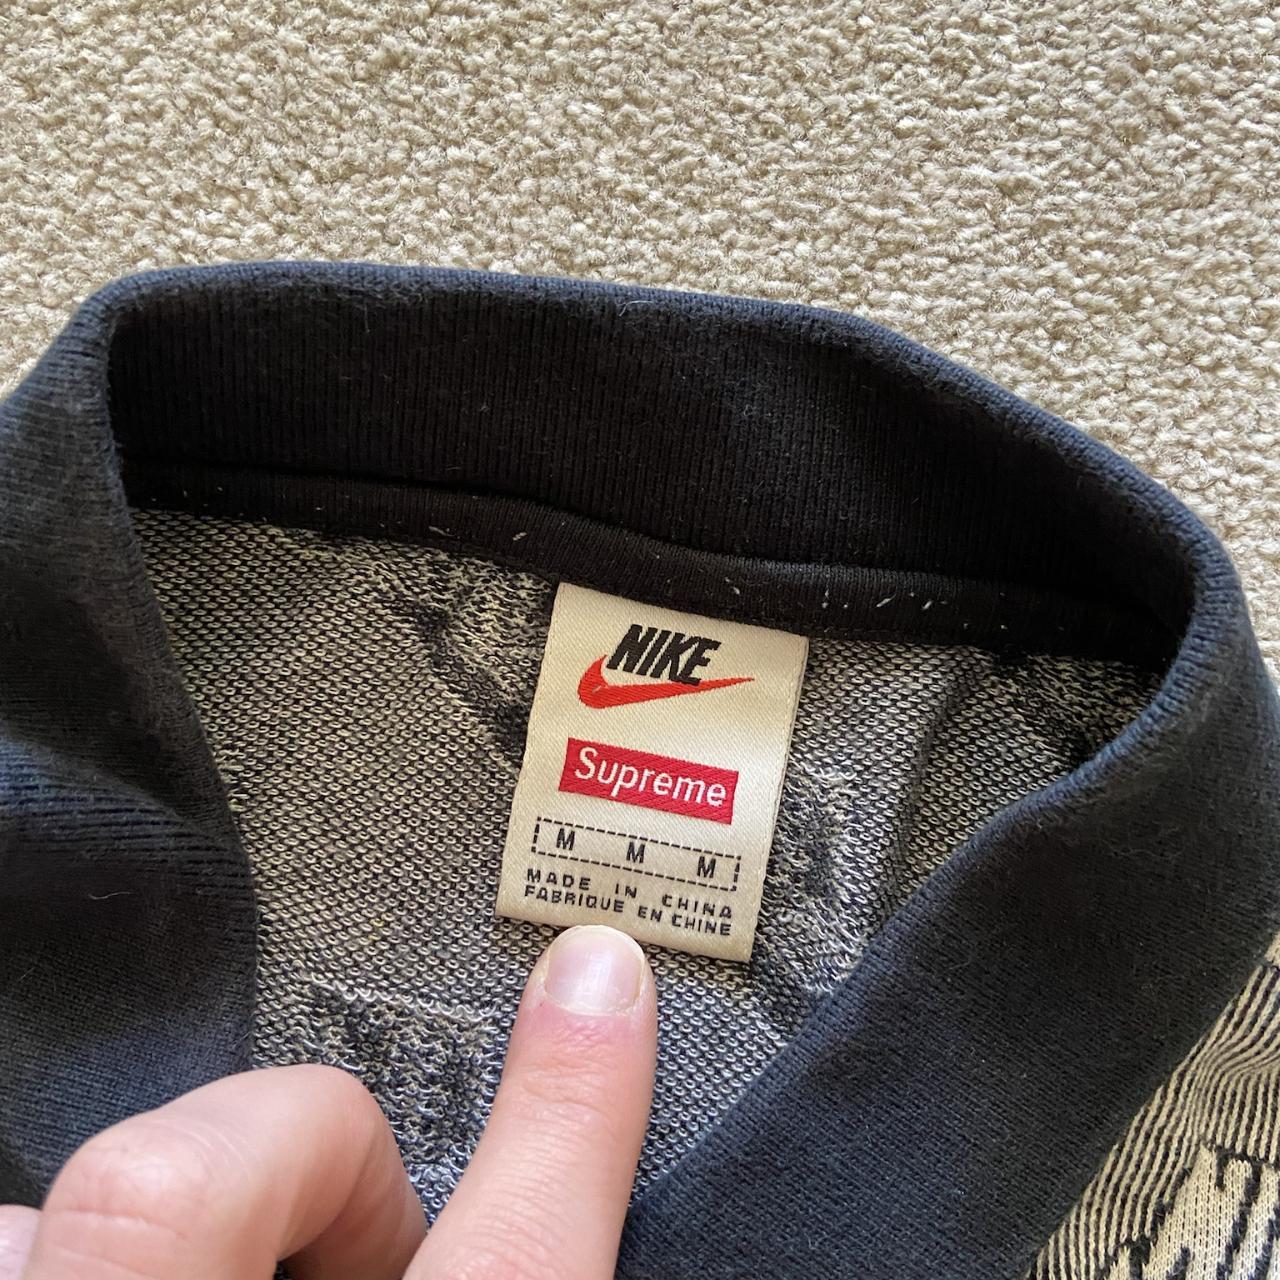 NIKE
Supreme
M M M
MADE IN CHINA
FABRIQUE EN CHINE